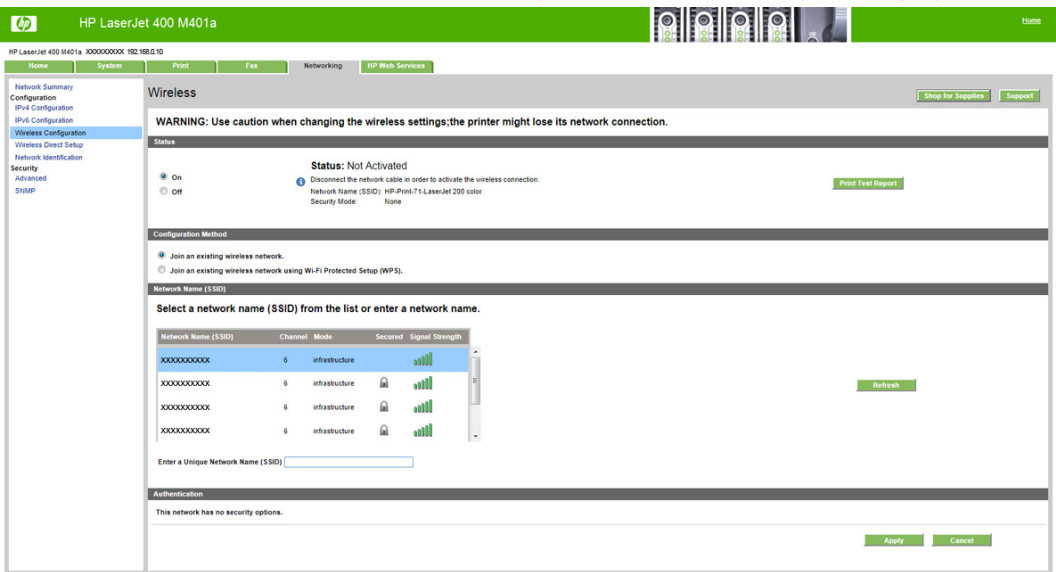 hp HP LaserJet 400 M401a Home
HP LaserJet 400 M401a XXXXXXXXXX 192.168.0.10
Home System Print Fax Networking HP Web Services
Network Summary
Configuration
IPv4 Configuration
IPv6 Configuration
Wireless Configuration
Wireless Direct Setup
Network Identification
Security
Advanced
SNMP
Wireless Shop for Supplies Support
WARNING: Use caution when changing the wireless settings;the printer might lose its network connection.
Status
On
Off
Status: Not Activated
Disconnect the network cable in order to activate the wireless connection.
Network Name (SSID): HP-Print-71-LaserJet 200 color
Security Mode: None
Print Test Report
Configuration Method
Join an existing wireless network.
Join an existing wireless network using Wi-Fi Protected Setup (WPS).
Network Name (SSID)
Select a network name (SSID) from the list or enter a network name.
Network Name (SSID) Channel Mode Secured Signal Strength
XXXXXXXXXX 6 infrastructure
XXXXXXXXXX 6 infrastructure
XXXXXXXXXX 6 infrastructure
XXXXXXXXXX 6 infrastructure
Refresh
Enter a Unique Network Name (SSID)
Authentication
This network has no security options.
Apply Cancel